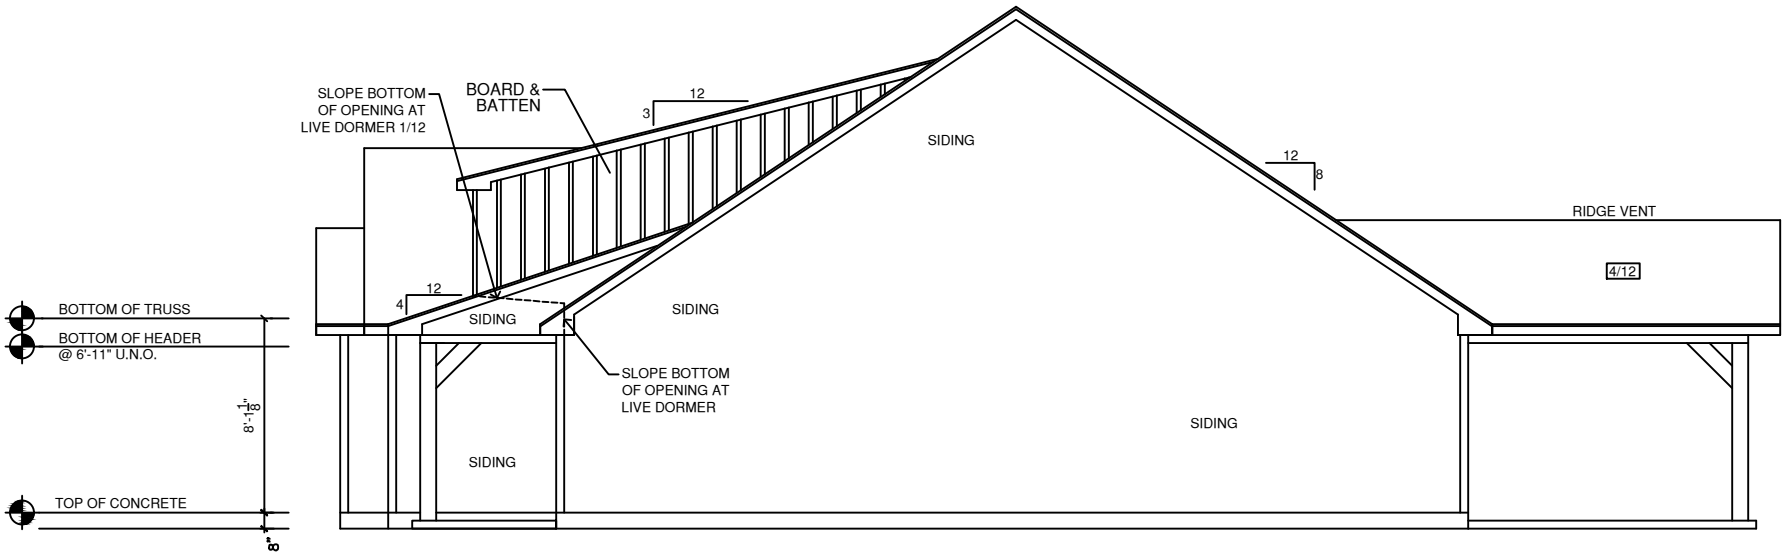 SLOPE BOTTOM
OF OPENING AT
LIVE DORMER 1/12
BOARD &
BATTEN
12
3
SIDING
12
8
RIDGE VENT
4/12
12
4
SIDING
SIDING
BOTTOM OF TRUSS
BOTTOM OF HEADER
@ 6'-11" U.N.O.
SLOPE BOTTOM
OF OPENING AT
LIVE DORMER
8'-1 1/8"
SIDING
SIDING
TOP OF CONCRETE
8"